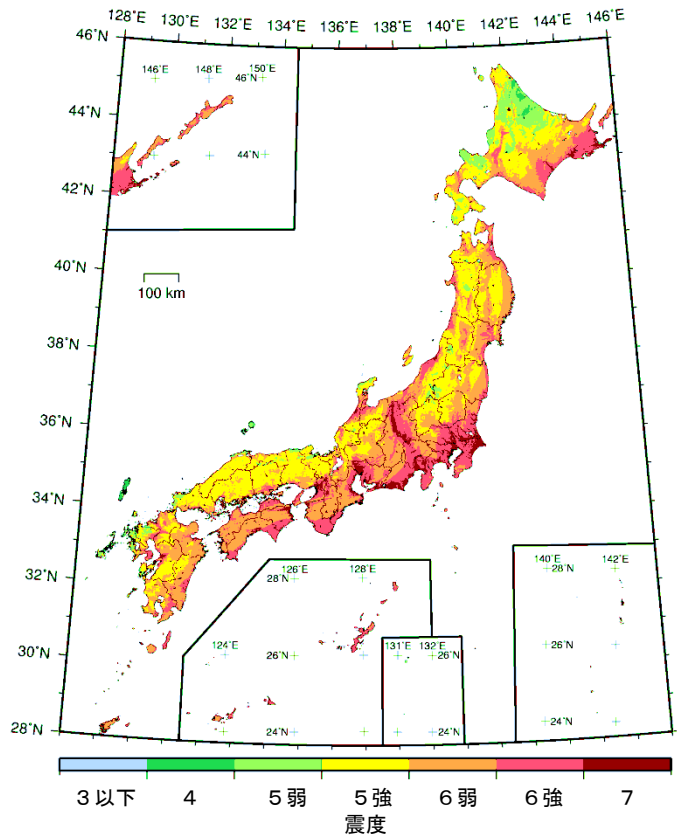 128°E 130°E 132°E 134°E 136°E 138°E 140°E 142°E 144°E 146°E
46°N
146°E 148°E 150°E
46°N
44°N
44°N
42°N
40°N
100 km
38°N
36°N
34°N
32°N
126°E 128°E
28°N
140°E 142°E
28°N
30°N
124°E
26°N
131°E 132°E
26°N
26°N
28°N
24°N
24°N
24°N
3以下 4 5弱 5強 6弱 6強 7
震度